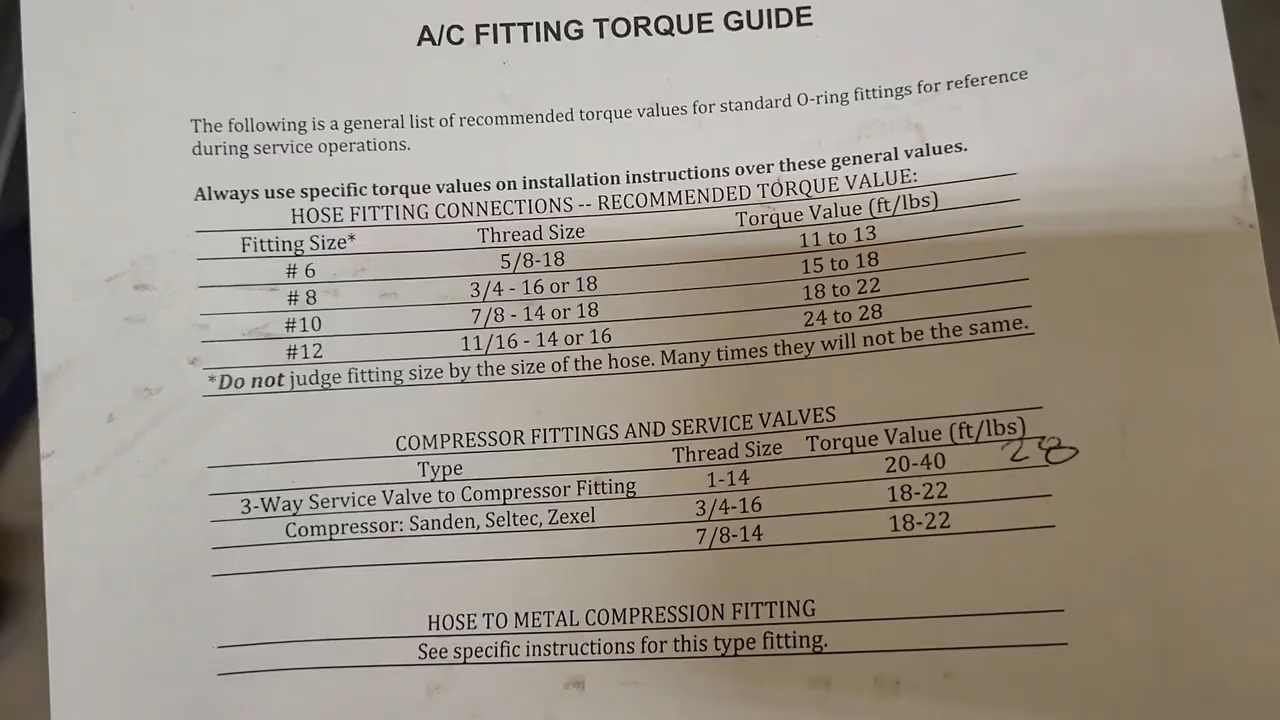 A/C FITTING TORQUE GUIDE
The following is a general list of recommended torque values for standard O-ring fittings for reference
during service operations.
Always use specific torque values on installation instructions over these general values.
HOSE FITTING CONNECTIONS -- RECOMMENDED TORQUE VALUE:
Fitting Size* Thread Size Torque Value (ft/lbs)
# 6 5/8-18 11 to 13
# 8 3/4 - 16 or 18 15 to 18
#10 7/8 - 14 or 18 18 to 22
#12 11/16 - 14 or 16 24 to 28
*Do not judge fitting size by the size of the hose. Many times they will not be the same.
COMPRESSOR FITTINGS AND SERVICE VALVES
Type Thread Size Torque Value (ft/lbs)
3-Way Service Valve to Compressor Fitting 1-14 20-40 28
Compressor: Sanden, Seltec, Zexel 3/4-16 18-22
7/8-14 18-22
HOSE TO METAL COMPRESSION FITTING
See specific instructions for this type fitting.